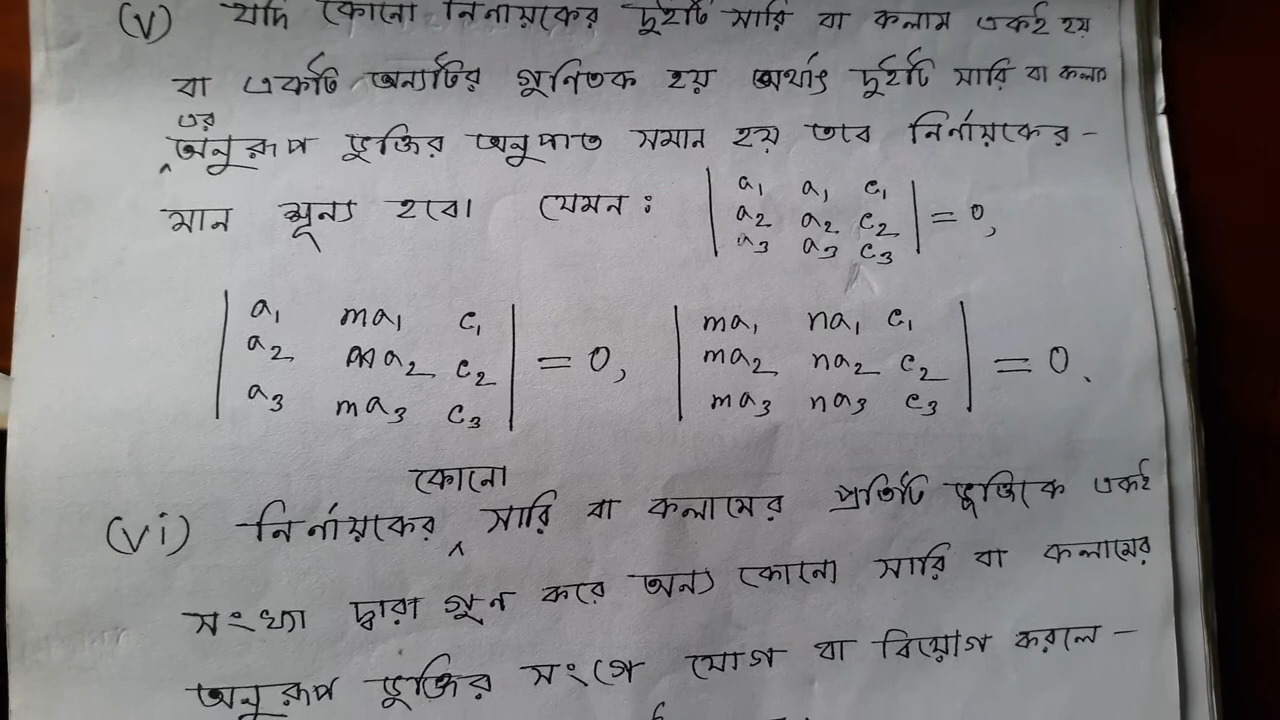 (v) যদি কোনো নির্নায়কের দুইটি সারি বা কলাম একই হয়
বা একটি অন্যটির গুনিতক হয় অর্থাৎ দুইটি সারি বা কলাম
এর
অনুরূপ ভুক্তির অনুপাত সমান হয় তবে নির্নায়কের -
মান শূন্য হবে। যেমন: | a₁ a₁ c₁ |
| a₂ a₂ c₂ | = 0,
| a₃ a₃ c₃ |
| a₁ ma₁ c₁ | | ma₁ na₁ c₁ |
| a₂ ma₂ c₂ | = 0, | ma₂ na₂ c₂ | = 0.
| a₃ ma₃ c₃ | | ma₃ na₃ c₃ |
কোনো
(vi) নির্নায়কের ‸ সারি বা কলামের প্রতিটি ভুক্তিকে একই
সংখ্যা দ্বারা গুন করে অন্য কোনো সারি বা কলামের
অনুরূপ ভুক্তির সংগে যোগ বা বিয়োগ করলে -